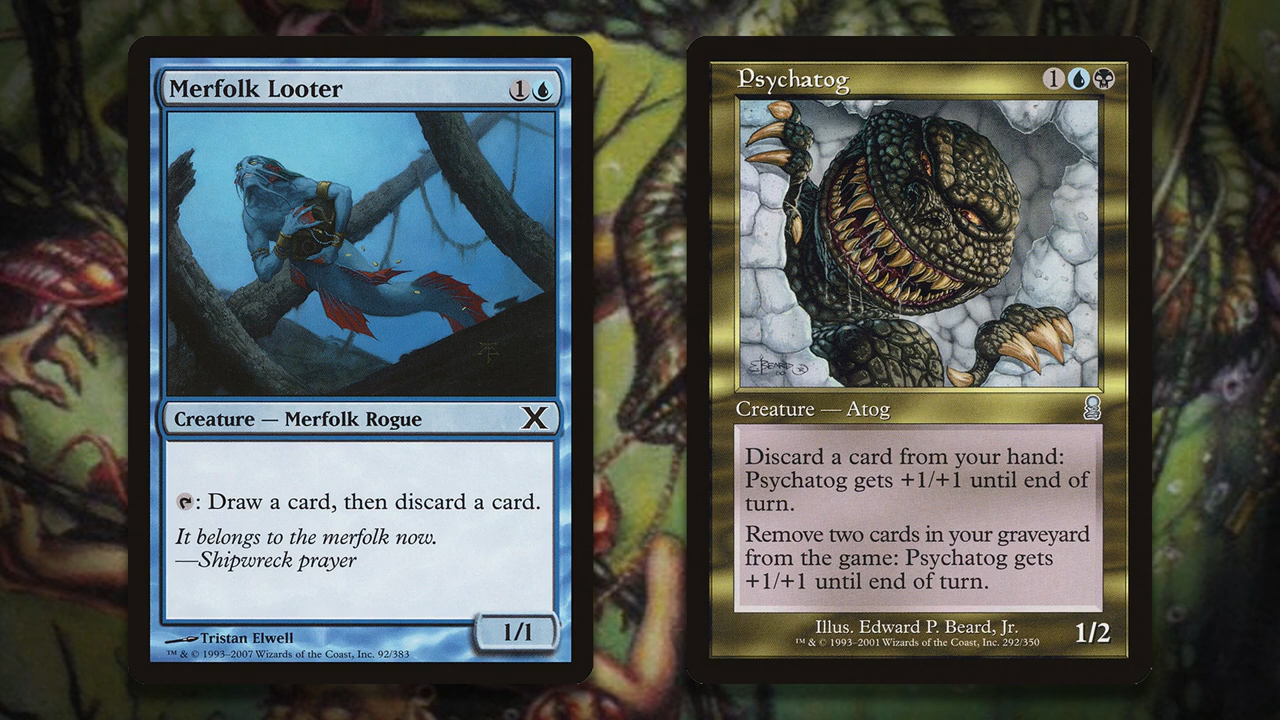 Merfolk Looter 1
Creature — Merfolk Rogue X
: Draw a card, then discard a card.
It belongs to the merfolk now.
—Shipwreck prayer
1/1
Tristan Elwell
™ & © 1993–2007 Wizards of the Coast, Inc. 92/383
Psychatog 1
E. BEARD JR
Creature — Atog
Discard a card from your hand:
Psychatog gets +1/+1 until end of
turn.
Remove two cards in your graveyard
from the game: Psychatog gets
+1/+1 until end of turn.
Illus. Edward P. Beard, Jr.
1/2
™ & © 1993–2001 Wizards of the Coast, Inc. 292/350